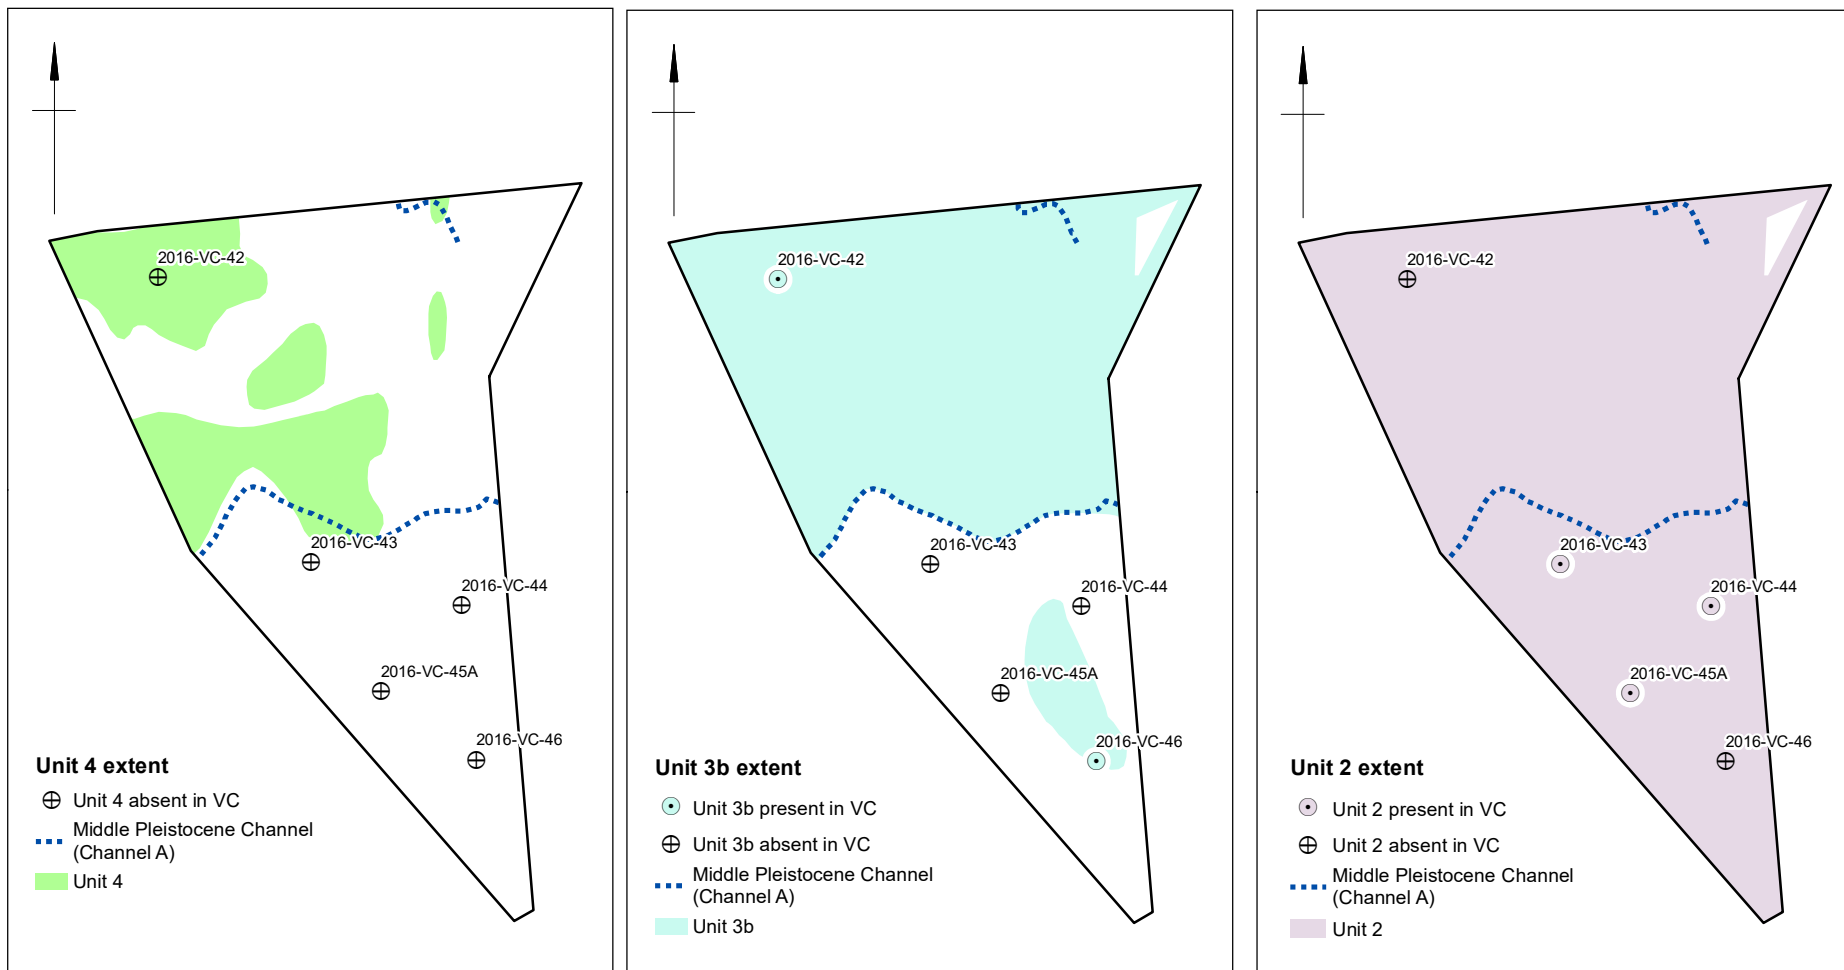 2016-VC-42
2016-VC-43
2016-VC-44
2016-VC-45A
2016-VC-46
Unit 4 extent
Unit 4 absent in VC
Middle Pleistocene Channel
(Channel A)
Unit 4
2016-VC-42
2016-VC-43
2016-VC-44
2016-VC-45A
2016-VC-46
Unit 3b extent
Unit 3b present in VC
Unit 3b absent in VC
Middle Pleistocene Channel
(Channel A)
Unit 3b
2016-VC-42
2016-VC-43
2016-VC-44
2016-VC-45A
2016-VC-46
Unit 2 extent
Unit 2 present in VC
Unit 2 absent in VC
Middle Pleistocene Channel
(Channel A)
Unit 2